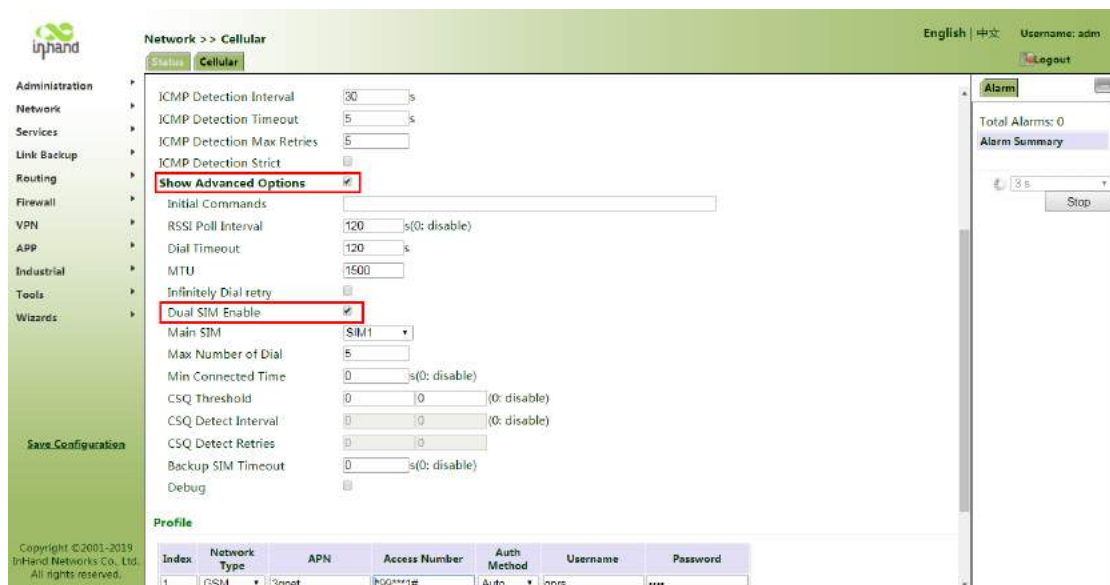 inhand
Network >> Cellular
English | 中文 Username: adm
Logout
Status Cellular
Administration
Network
Services
Link Backup
Routing
Firewall
VPN
APP
Industrial
Tools
Wizards
Save Configuration
Copyright ©2001-2019
InHand Networks Co., Ltd.
All rights reserved.
ICMP Detection Interval 30 s
ICMP Detection Timeout 5 s
ICMP Detection Max Retries 5
ICMP Detection Strict
Show Advanced Options
Initial Commands
RSSI Poll Interval 120 s(0: disable)
Dial Timeout 120 s
MTU 1500
Infinitely Dial retry
Dual SIM Enable
Main SIM SIM1
Max Number of Dial 5
Min Connected Time 0 s(0: disable)
CSQ Threshold 0 0 (0: disable)
CSQ Detect Interval 0 0 (0: disable)
CSQ Detect Retries 0 0
Backup SIM Timeout 0 s(0: disable)
Debug
Profile
Index Network Type APN Access Number Auth Method Username Password
1 GSM 3gnet *99***1# Auto gprs ••••
Alarm
Total Alarms: 0
Alarm Summary
3 s
Stop